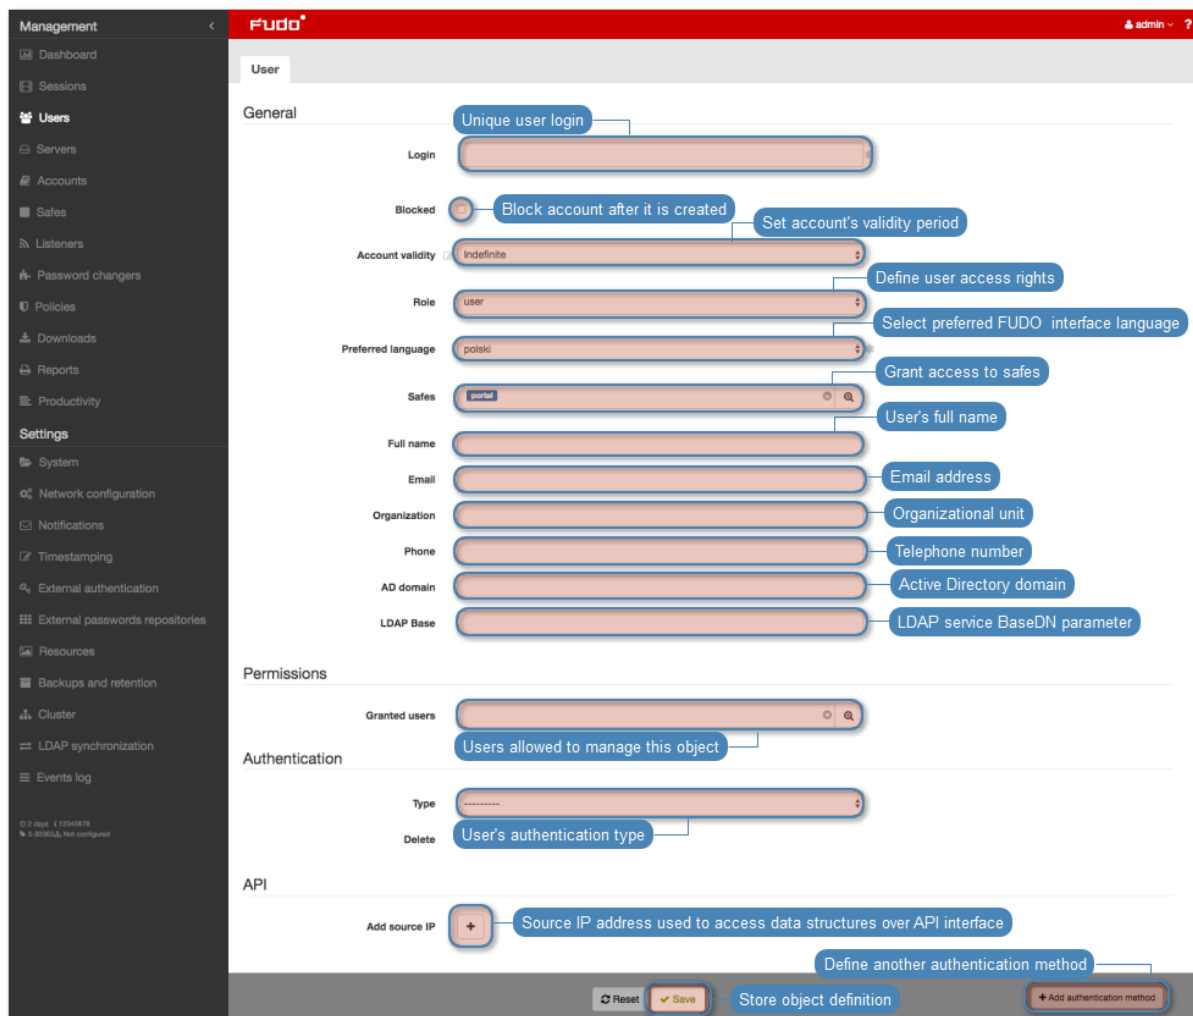 Management
Fudo
admin
?
Dashboard
User
Sessions
Users
General
Unique user login
Servers
Login
Accounts
Blocked
Block account after it is created
Safes
Set account's validity period
Listeners
Account validity
Indefinite
Password changers
Define user access rights
Role
user
Policies
Select preferred FUDO interface language
Downloads
Preferred language
polski
Reports
Grant access to safes
Productivity
Safes
portal
User's full name
Settings
Full name
System
Email
Email address
Network configuration
Organization
Organizational unit
Notifications
Phone
Telephone number
Timestamping
AD domain
Active Directory domain
External authentication
LDAP Base
LDAP service BaseDN parameter
External passwords repositories
Resources
Permissions
Backups and retention
Granted users
Cluster
Users allowed to manage this object
LDAP synchronization
Authentication
Events log
Type
---------
2 days 12345678
3-30363 Not configured
User's authentication type
Delete
API
Add source IP
+
Source IP address used to access data structures over API interface
Define another authentication method
Reset
Save
Store object definition
+ Add authentication method